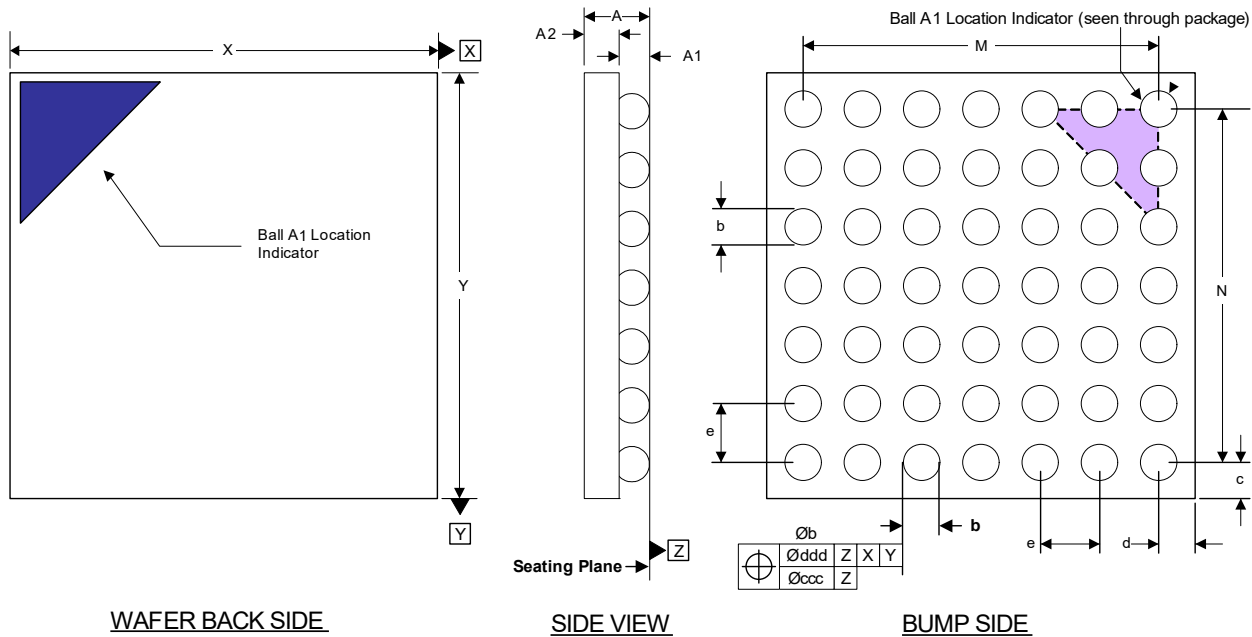 Ball A1 Location Indicator (seen through package)
X
X
A
A2
A1
M
Ball A1 Location
Indicator
Y
b
N
e
c
Y
Z
Seating Plane
b
e
d
Øb
Øddd Z X Y
Øccc Z
WAFER BACK SIDE
SIDE VIEW
BUMP SIDE